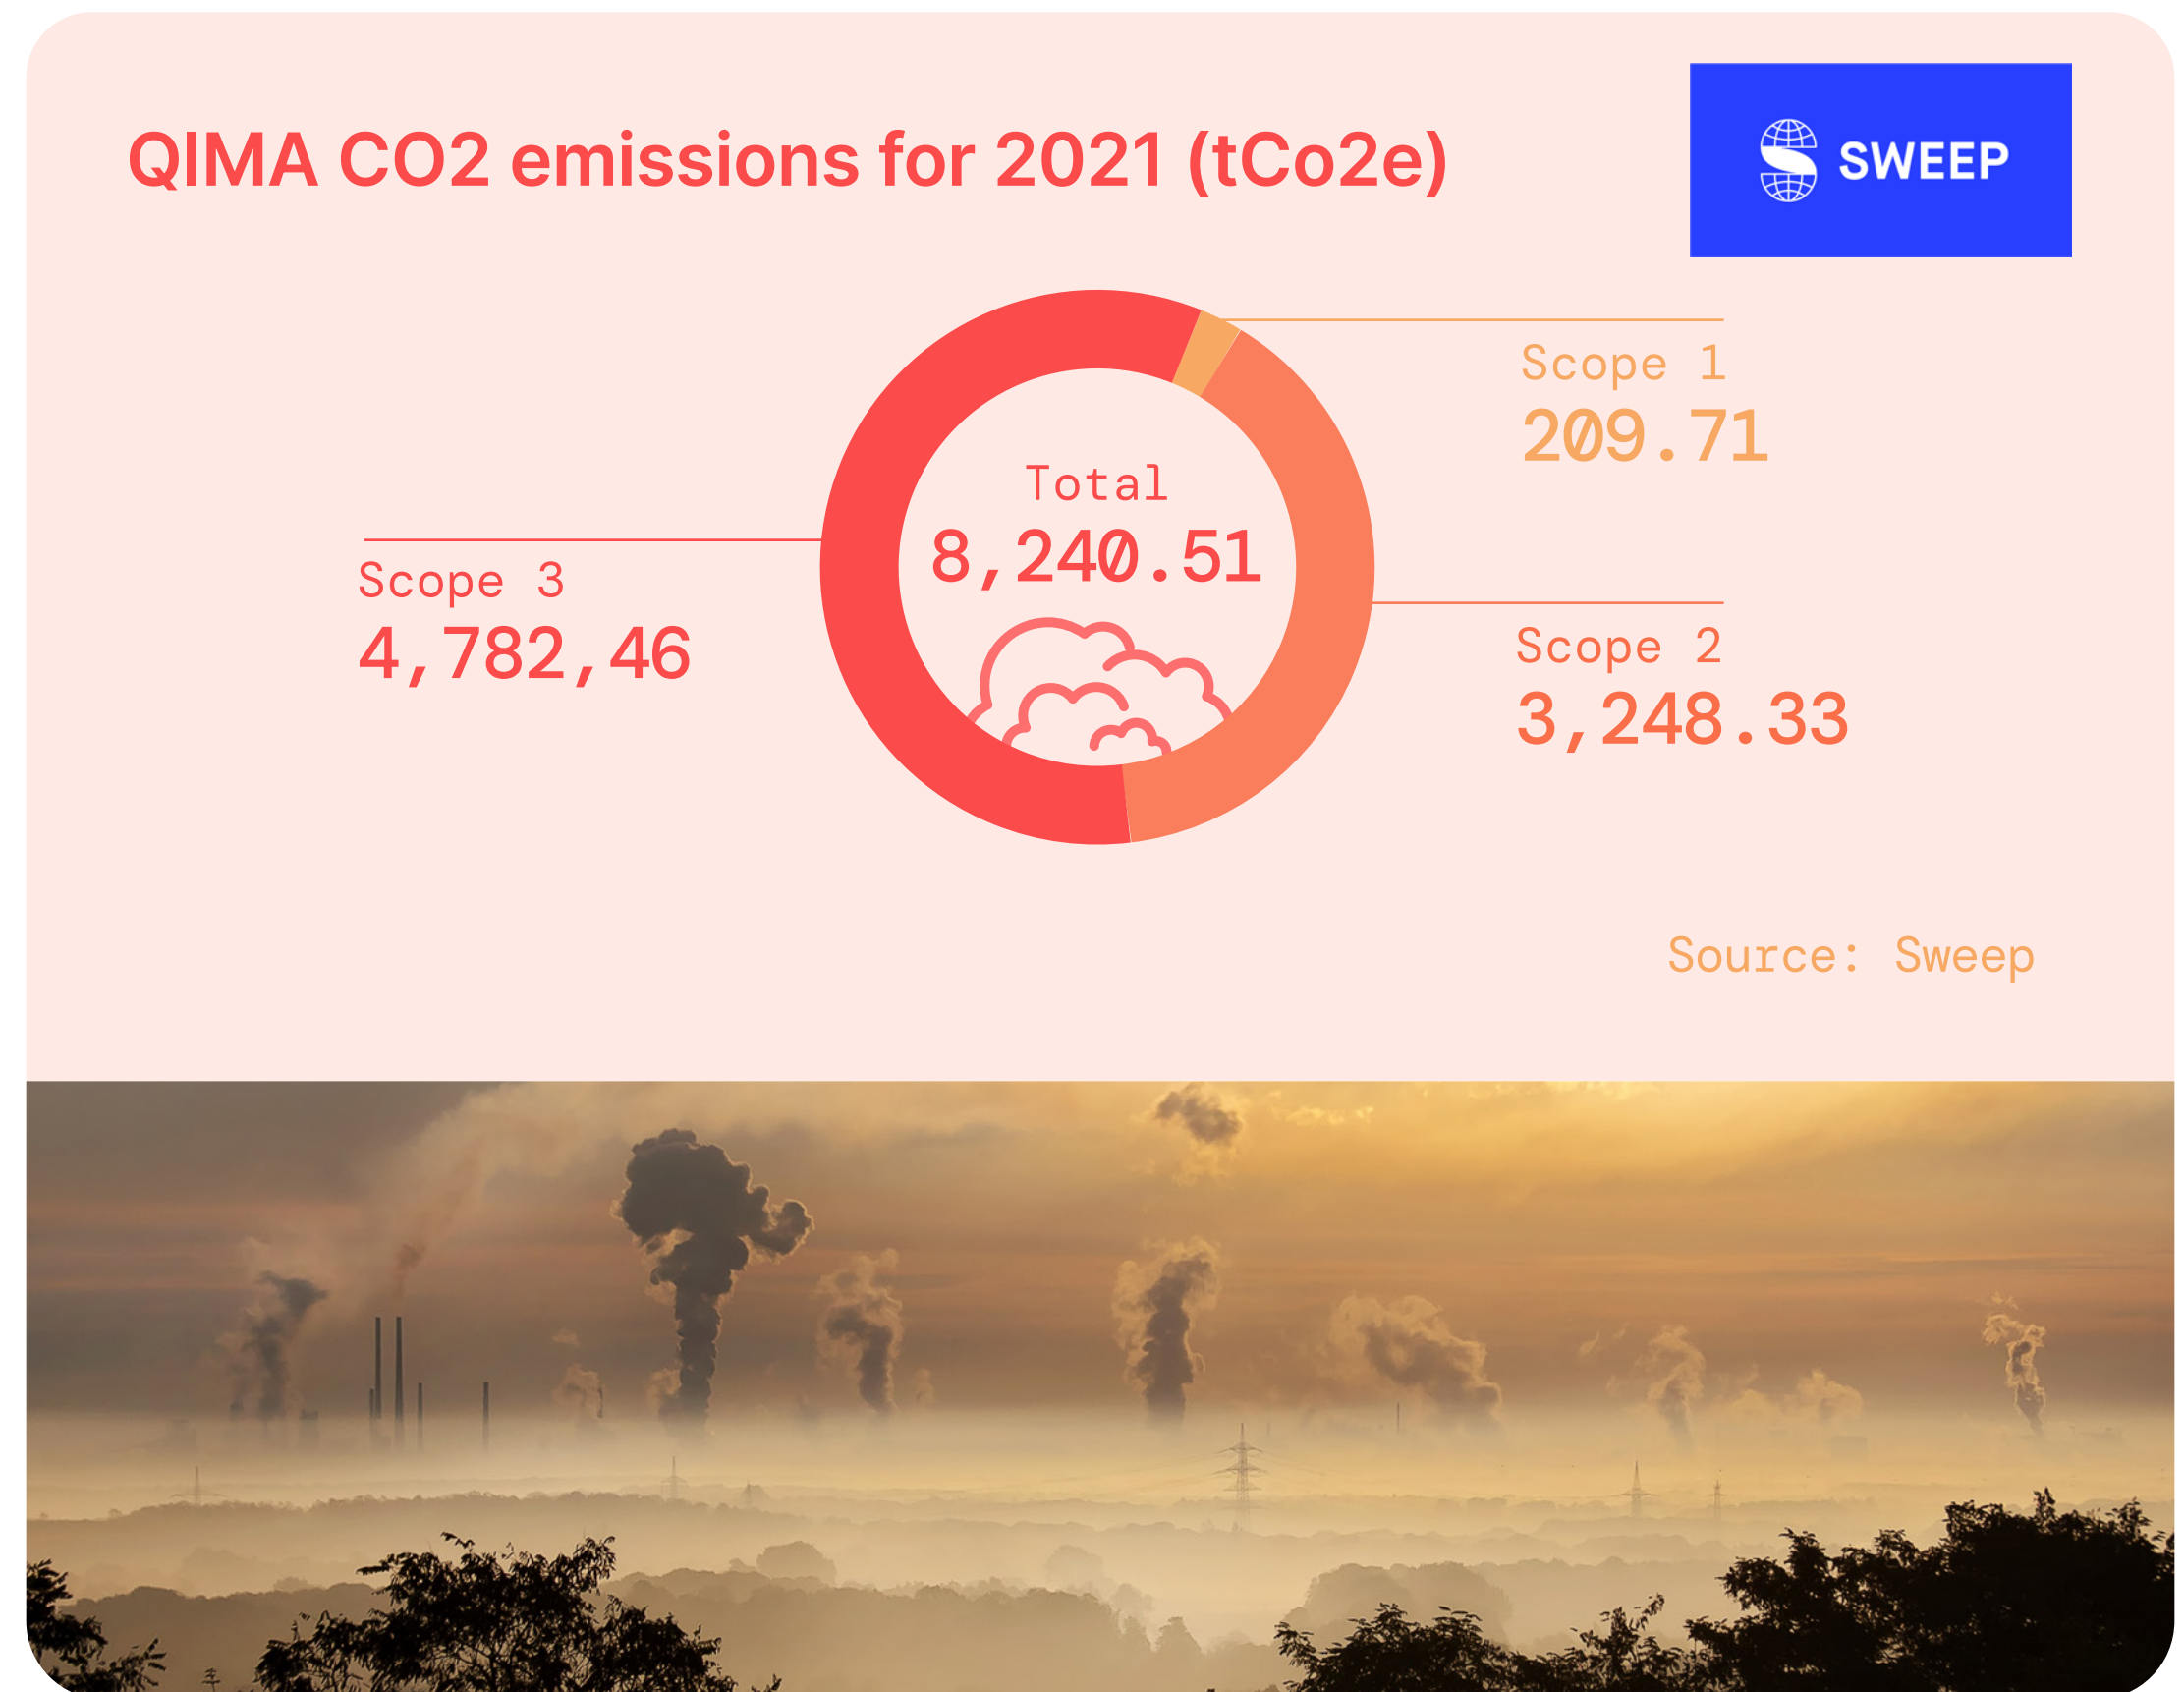 QIMA CO2 emissions for 2021 (tCo2e)
SWEEP
Scope 1
209.71
Total
8,240.51
Scope 3
4,782,46
Scope 2
3,248.33
Source: Sweep